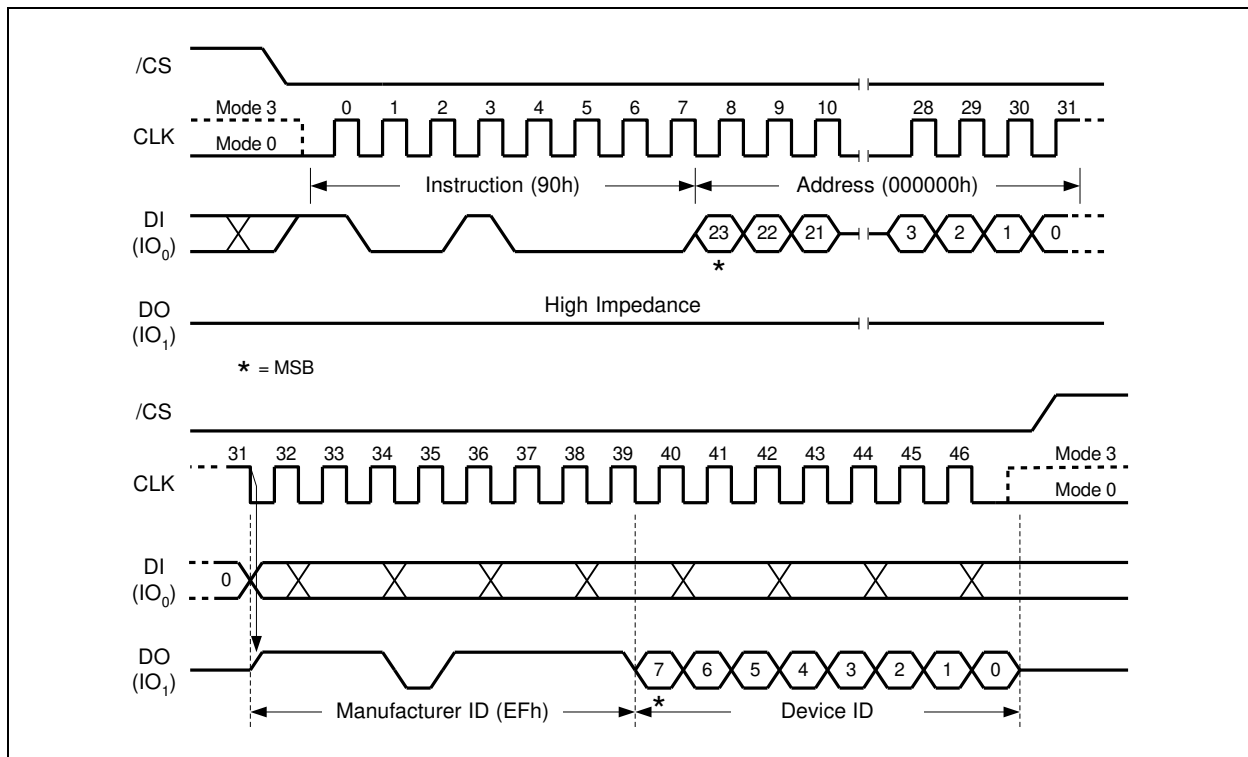 /CS
Mode 3 0 1 2 3 4 5 6 7 8 9 10 28 29 30 31
CLK
Mode 0
Instruction (90h) Address (000000h)
DI
(IO0) 23 22 21 3 2 1 0
*
DO
(IO1) High Impedance
* = MSB
/CS
31 32 33 34 35 36 37 38 39 40 41 42 43 44 45 46 Mode 3
CLK
Mode 0
DI
(IO0) 0
DO
(IO1) 7 6 5 4 3 2 1 0
*
Manufacturer ID (EFh) Device ID